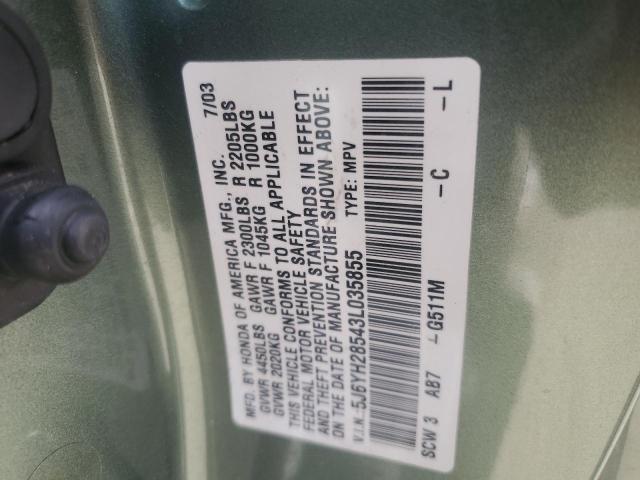 MFD. BY HONDA OF AMERICA MFG., INC. 7/03
GVWR 4450LBS GAWR F 2300LBS R 2205LBS
GVWR 2020KG GAWR F 1045KG R 1000KG
THIS VEHICLE CONFORMS TO ALL APPLICABLE
FEDERAL MOTOR VEHICLE SAFETY
AND THEFT PREVENTION STANDARDS IN EFFECT
ON THE DATE OF MANUFACTURE SHOWN ABOVE:
V.I.N: 5J6YH28543L035855 TYPE: MPV
SCW 3 AB7 -G511M -C -L